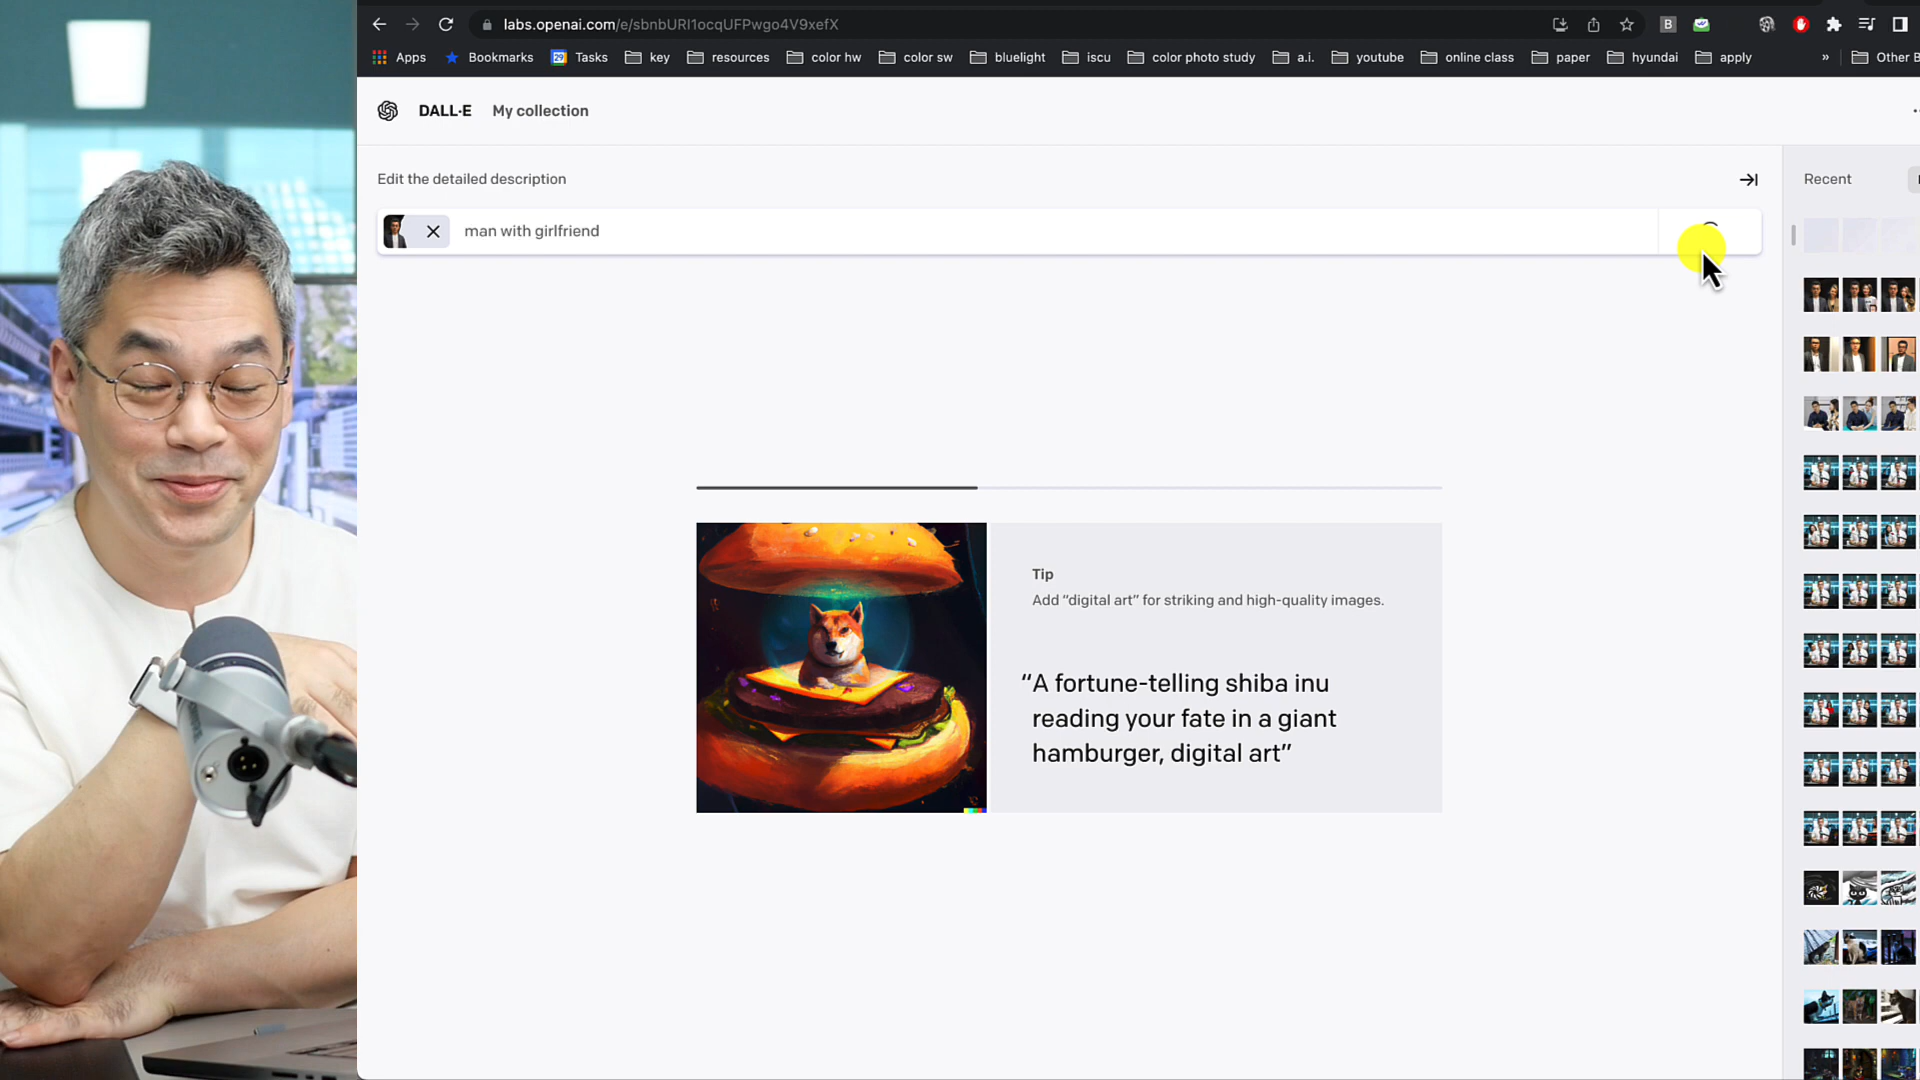 labs.openai.com/e/sbnbURI1ocqUFPwgo4V9xefX
B
Apps
Bookmarks
29
Tasks
key
resources
color hw
color sw
bluelight
iscu
color photo study
a.i.
youtube
online class
paper
hyundai
apply
»
Other B
DALL·E
My collection
Edit the detailed description
Recent
man with girlfriend
Tip
Add “digital art” for striking and high-quality images.
“A fortune-telling shiba inu
reading your fate in a giant
hamburger, digital art”